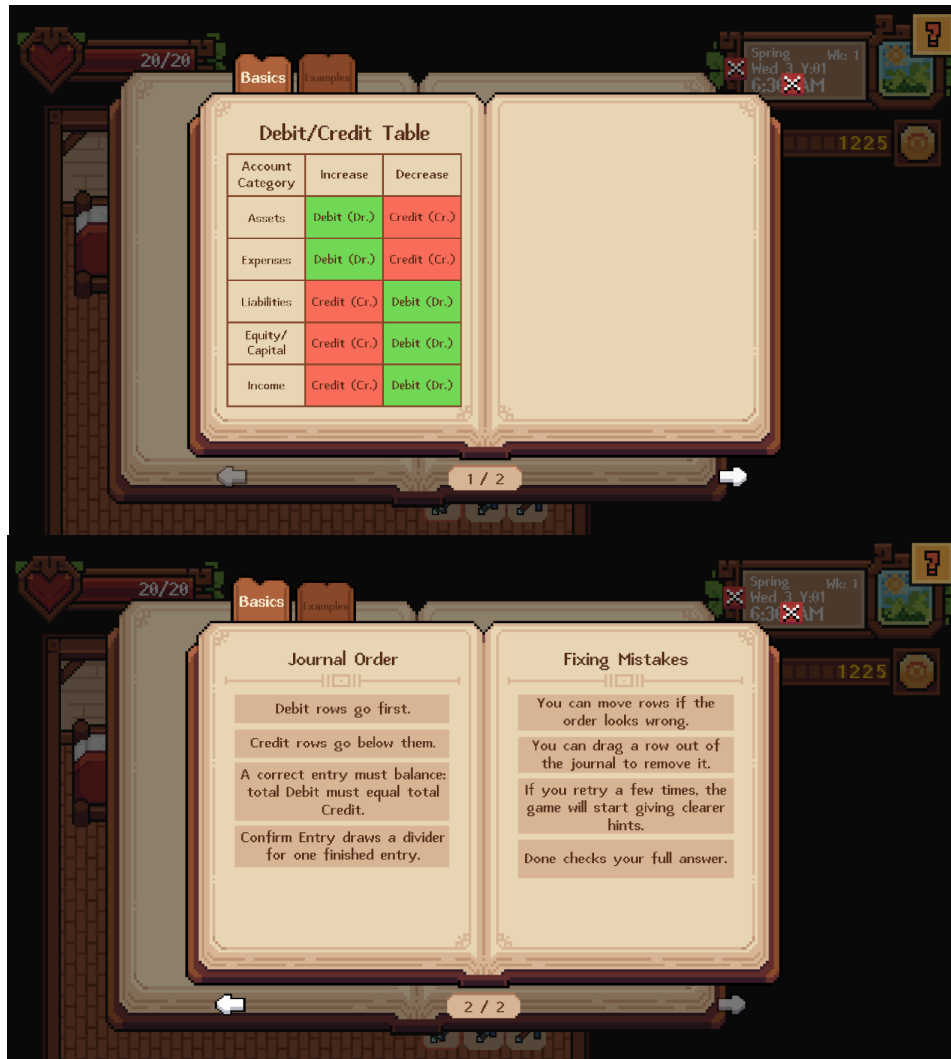 20/20
Basics
Examples
Spring Wk: 1
Wed 3 Y:01
6:30 AM
1225
Debit/Credit Table
Account Category Increase Decrease
Assets Debit (Dr.) Credit (Cr.)
Expenses Debit (Dr.) Credit (Cr.)
Liabilities Credit (Cr.) Debit (Dr.)
Equity/
Capital Credit (Cr.) Debit (Dr.)
Income Credit (Cr.) Debit (Dr.)
1 / 2
20/20
Basics
Examples
Spring Wk: 1
Wed 3 Y:01
6:30 AM
1225
Journal Order
Debit rows go first.
Credit rows go below them.
A correct entry must balance:
total Debit must equal total
Credit.
Confirm Entry draws a divider
for one finished entry.
Fixing Mistakes
You can move rows if the
order looks wrong.
You can drag a row out of
the journal to remove it.
If you retry a few times, the
game will start giving clearer
hints.
Done checks your full answer.
2 / 2